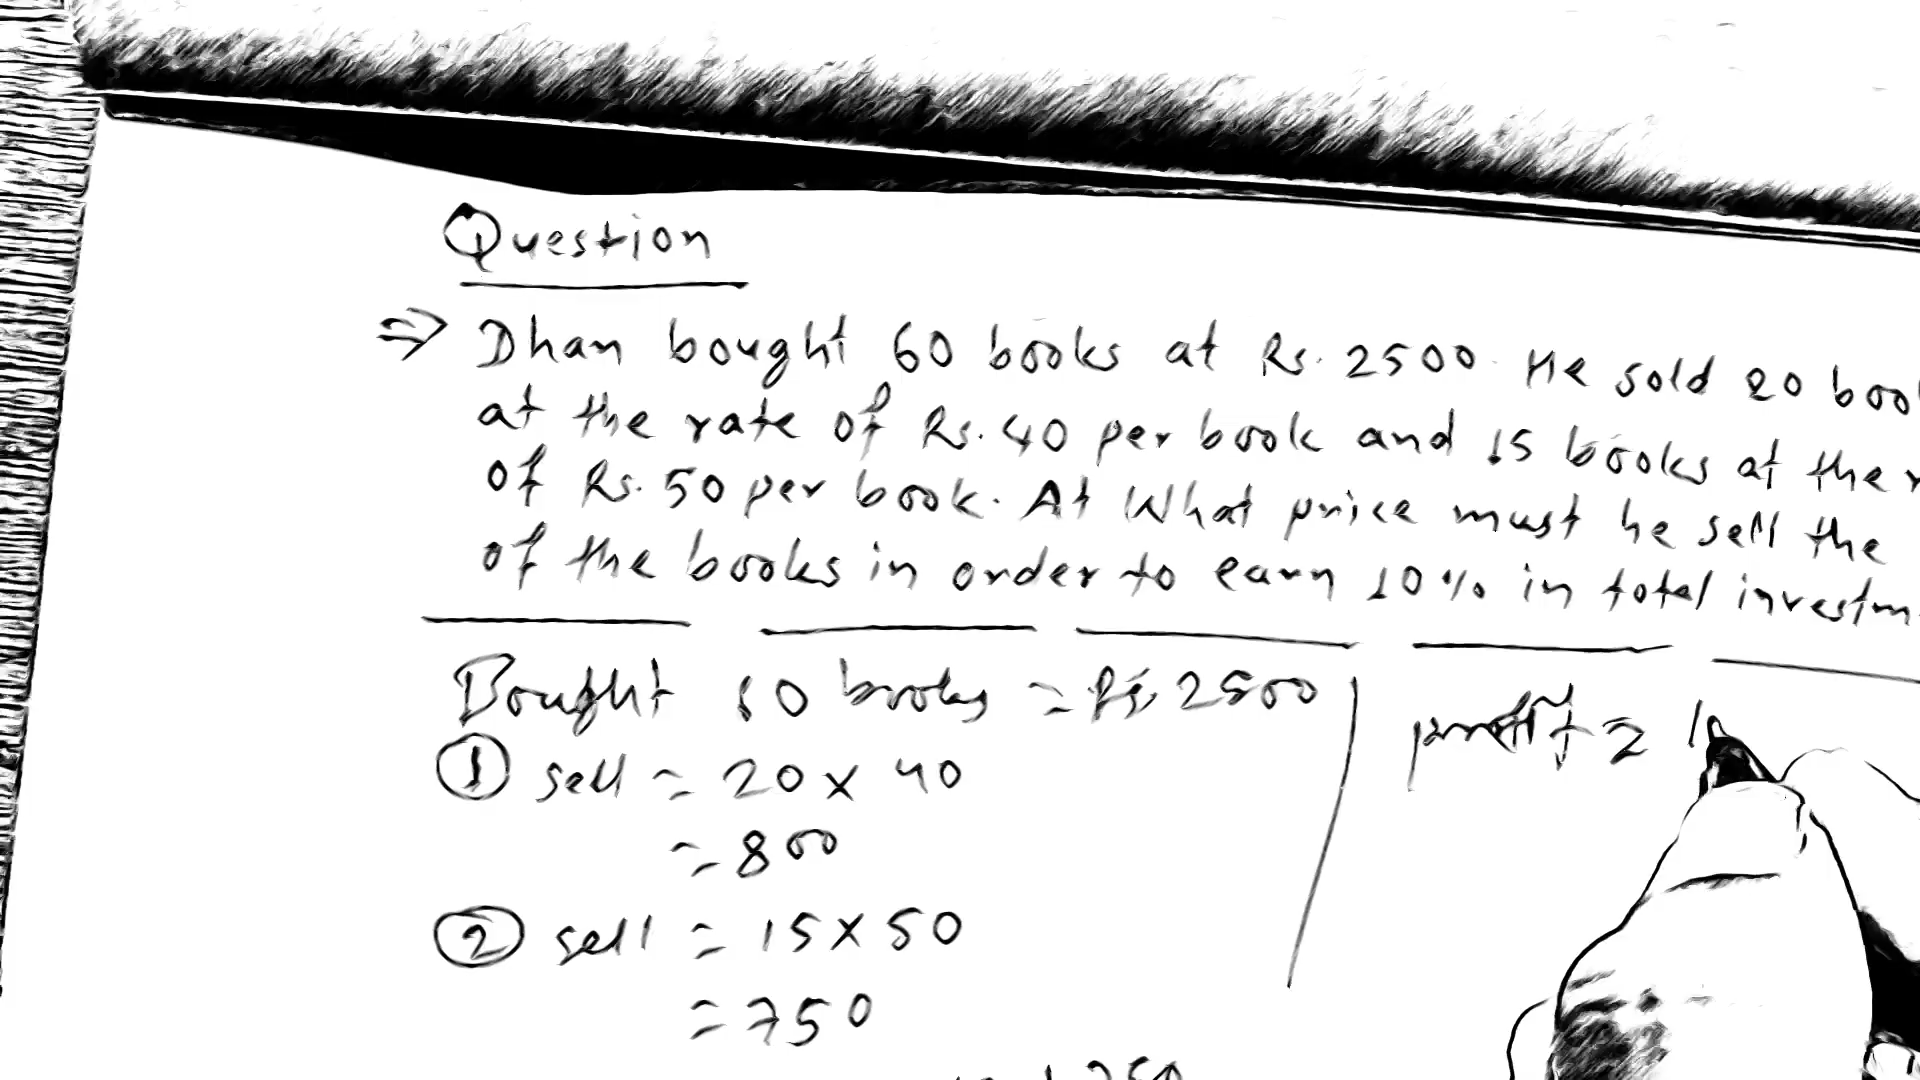 Question
⇒ Dhan bought 60 books at Rs. 2500. He sold 20
at the rate of Rs. 40 per book and 15 books at the
of Rs. 50 per book. At What price must he sell the
of the books in order to earn 10% in total
Bought 60 books = Rs 2500
① sell = 20 x 40
= 800
② sell = 15 x 50
= 750
profit =